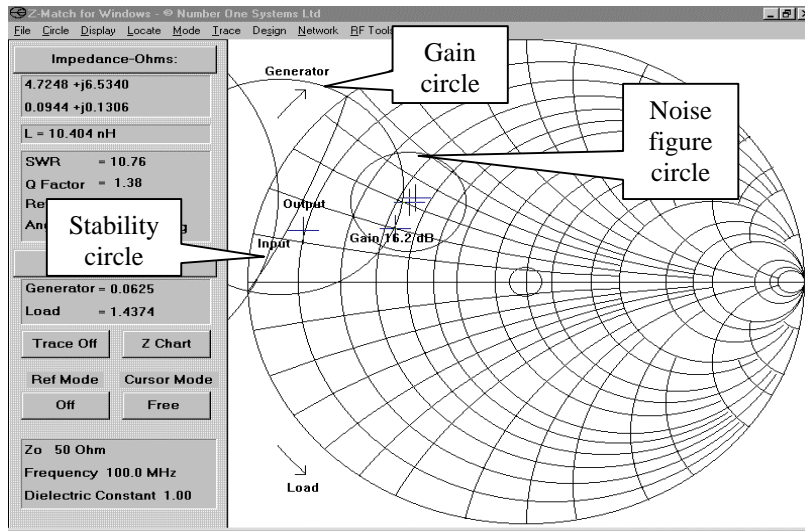 Z-Match for Windows - © Number One Systems Ltd
File Circle Display Locate Mode Trace Design Network RF Tools
Impedance-Ohms:
4.7248 +j6.5340
0.0944 +j0.1306
L = 10.404 nH
SWR = 10.76
Q Factor = 1.38
Generator = 0.0625
Load = 1.4374
Trace Off
Z Chart
Ref Mode
Cursor Mode
Off
Free
Zo 50 Ohm
Frequency 100.0 MHz
Dielectric Constant 1.00
Generator
Gain
circle
Noise
figure
circle
Output
Stability
circle
Input
Gain 16.2 dB
Load